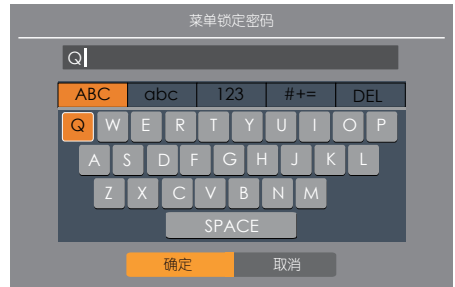 菜单锁定密码
Q
ABC abc 123 #+= DEL
Q W E R T Y U I O P
A S D F G H J K L
Z X C V B N M
SPACE
确定 取消